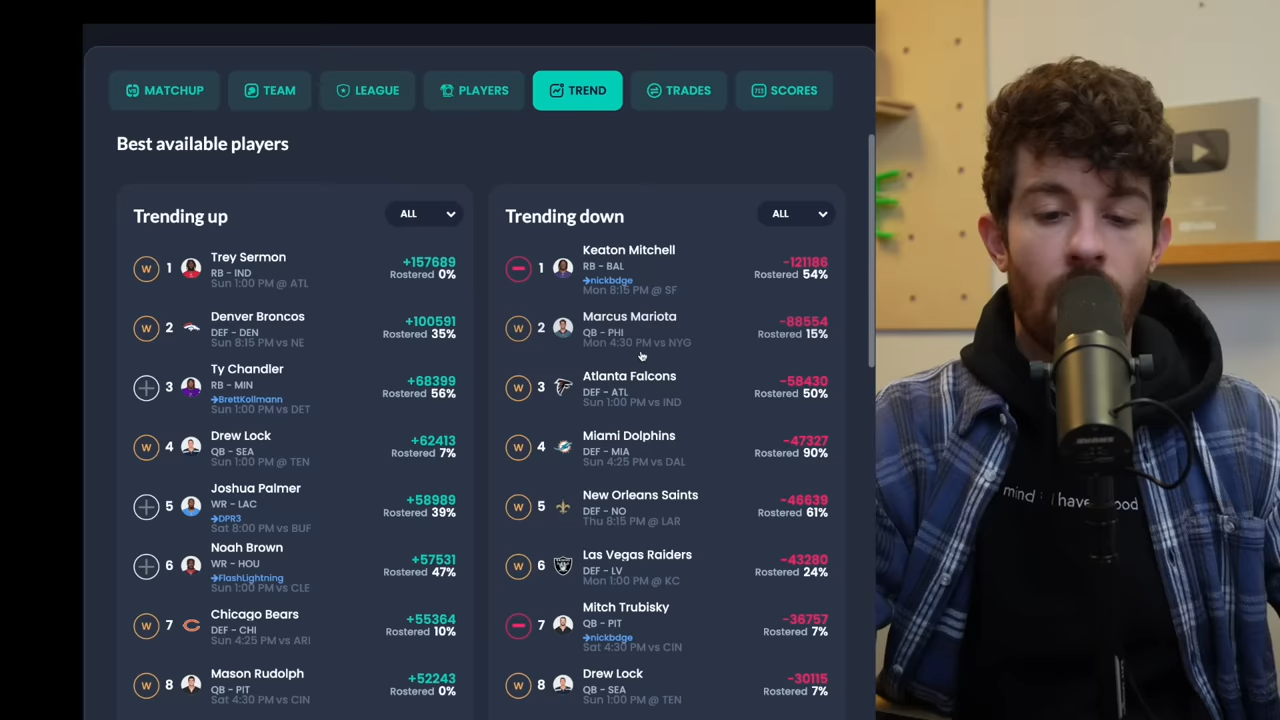 MATCHUP
TEAM
LEAGUE
PLAYERS
TREND
TRADES
SCORES
Best available players
Trending up
ALL
W 1 Trey Sermon +157689
RB – IND Rostered 0%
Sun 1:00 PM @ ATL
W 2 Denver Broncos +100591
DEF – DEN Rostered 35%
Sun 8:15 PM vs NE
3 Ty Chandler +68399
RB – MIN Rostered 56%
BrettKollmann
Sun 1:00 PM vs DET
W 4 Drew Lock +62413
QB – SEA Rostered 7%
Sun 1:00 PM @ TEN
5 Joshua Palmer +58989
WR – LAC Rostered 39%
DPR3
Sat 8:00 PM vs BUF
6 Noah Brown +57531
WR – HOU Rostered 47%
FlashLightning
Sun 1:00 PM vs CLE
W 7 Chicago Bears +55364
DEF – CHI Rostered 10%
Sun 4:25 PM vs ARI
W 8 Mason Rudolph +52243
QB – PIT Rostered 0%
Sat 4:30 PM vs CIN
Trending down
ALL
1 Keaton Mitchell -121186
RB – BAL Rostered 54%
nickbdge
Mon 8:15 PM @ SF
W 2 Marcus Mariota -88554
QB – PHI Rostered 15%
Mon 4:30 PM vs NYG
W 3 Atlanta Falcons -58430
DEF – ATL Rostered 50%
Sun 1:00 PM vs IND
W 4 Miami Dolphins -47327
DEF – MIA Rostered 90%
Sun 4:25 PM vs DAL
W 5 New Orleans Saints -46639
DEF – NO Rostered 61%
Thu 8:15 PM @ LAR
W 6 Las Vegas Raiders -43280
DEF – LV Rostered 24%
Mon 1:00 PM @ KC
7 Mitch Trubisky -36757
QB – PIT Rostered 7%
nickbdge
Sat 4:30 PM vs CIN
W 8 Drew Lock -30115
QB – SEA Rostered 7%
Sun 1:00 PM @ TEN
mind I have ood